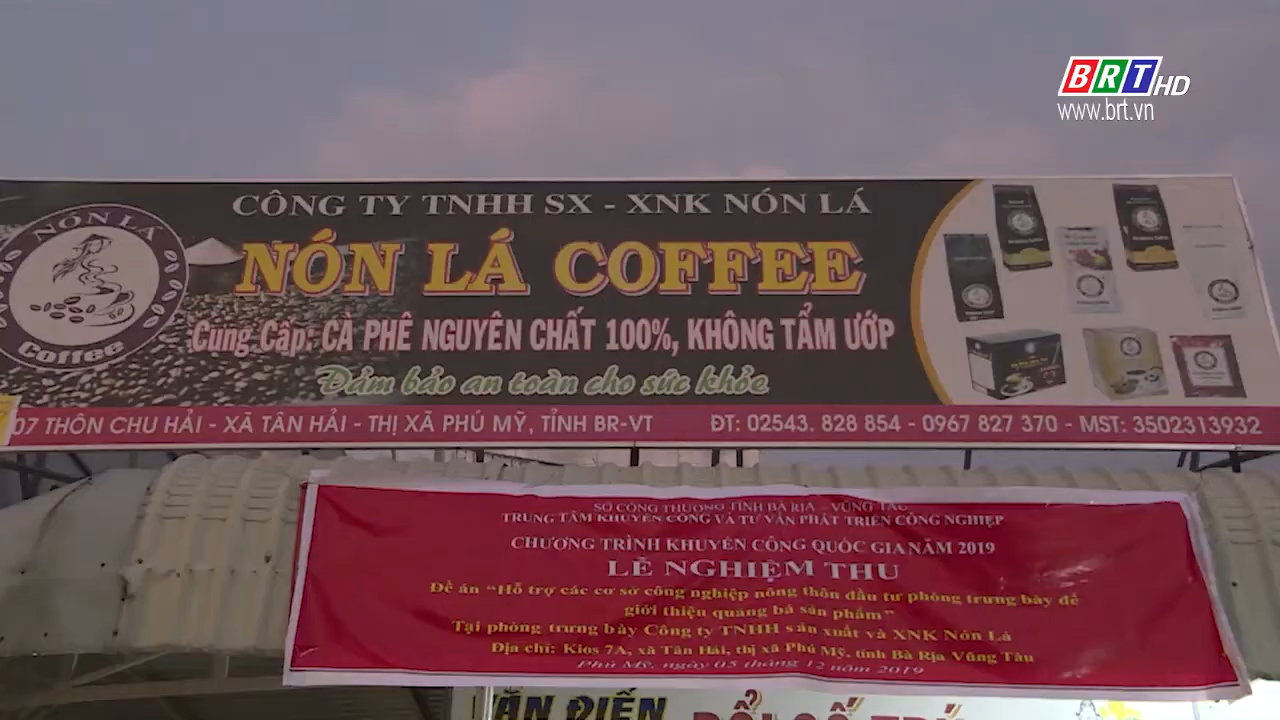 BRT HD
www.brt.vn
CÔNG TY TNHH SX - XNK NÓN LÁ
NÓN LÁ
Coffee
NÓN LÁ COFFEE
Cung Cấp: CÀ PHÊ NGUYÊN CHẤT 100%, KHÔNG TẨM ƯỚP
Đảm bảo an toàn cho sức khỏe
07 THÔN CHU HẢI - XÃ TÂN HẢI - THỊ XÃ PHÚ MỸ, TỈNH BR-VT ĐT: 02543. 828 854 - 0967 827 370 - MST: 3502313932
SỞ CÔNG THƯƠNG TỈNH BÀ RỊA - VŨNG TÀU
TRUNG TÂM KHUYẾN CÔNG VÀ TƯ VẤN PHÁT TRIỂN CÔNG NGHIỆP
CHƯƠNG TRÌNH KHUYẾN CÔNG QUỐC GIA NĂM 2019
LỄ NGHIỆM THU
Đề án "Hỗ trợ các cơ sở công nghiệp nông thôn đầu tư phòng trưng bày để
giới thiệu quảng bá sản phẩm"
Tại phòng trưng bày Công ty TNHH sản xuất và XNK Nón Lá
Địa chỉ: Kios 7A, xã Tân Hải, thị xã Phú Mỹ, tỉnh Bà Rịa Vũng Tàu
Phú Mỹ, ngày 05 tháng 12 năm 2019
VĂN ĐIỂN